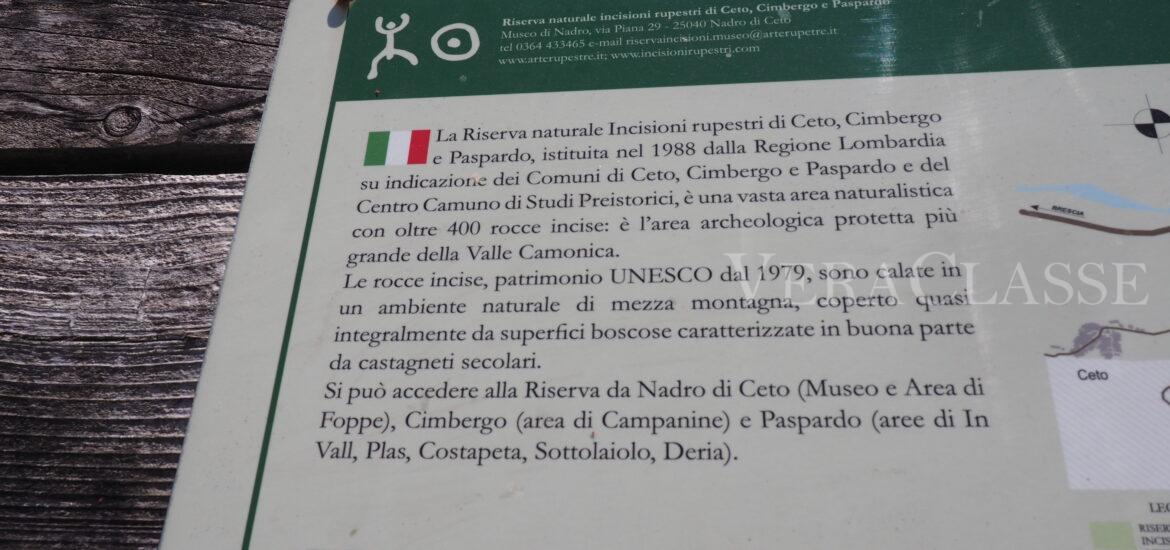 Riserva naturale incisioni rupestri di Ceto, Cimbergo e Paspardo
Museo di Nadro, via Piana 29 - 25040 Nadro di Ceto
tel 0364 433465 e-mail riservaincisioni.museo@arterupetre.it
www.arterupestre.it; www.incisionirupestri.com
La Riserva naturale Incisioni rupestri di Ceto, Cimbergo
e Paspardo, istituita nel 1988 dalla Regione Lombardia
su indicazione dei Comuni di Ceto, Cimbergo e Paspardo e del
Centro Camuno di Studi Preistorici, è una vasta area naturalistica
con oltre 400 rocce incise: è l'area archeologica protetta più
grande della Valle Camonica.
Le rocce incise, patrimonio UNESCO dal 1979, sono calate in
un ambiente naturale di mezza montagna, coperto quasi
integralmente da superfici boscose caratterizzate in buona parte
da castagneti secolari.
Si può accedere alla Riserva da Nadro di Ceto (Museo e Area di
Foppe), Cimbergo (area di Campanine) e Paspardo (aree di In
Vall, Plas, Costapeta, Sottolaiolo, Deria).
BRESCIA
VERACLASSE
Ceto